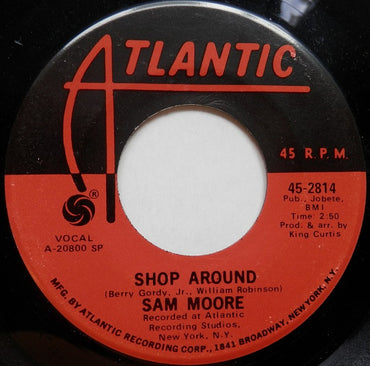 ATLANTIC
45 R.P.M.
45-2814
Pub., Jobete,
BMI
Time: 2:50
Prod & arr. by
King Curtis
®
VOCAL
A-20800 SP
SHOP AROUND
(Berry Gordy, Jr., William Robinson)
SAM MOORE
Recorded at Atlantic
Recording Studios,
New York, N.Y.
MFG. BY ATLANTIC RECORDING CORP., 1841 BROADWAY, NEW YORK, N.Y.